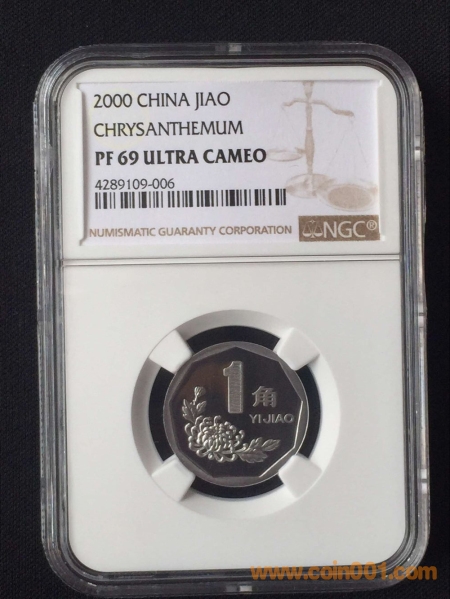 2000 CHINA JIAO
CHRYSANTHEMUM
PF 69 ULTRA CAMEO
4289109-006
NUMISMATIC GUARANTY CORPORATION NGC®
1 角
YI JIAO
www.coin001.com